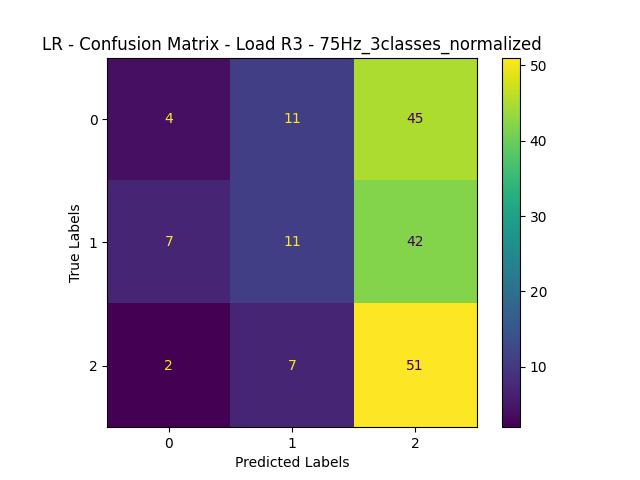 LR - Confusion Matrix - Load R3 - 75Hz_3classes_normalized
0 4 11 45
1 7 11 42
2 2 7 51
0 1 2
Predicted Labels
True Labels
50
40
30
20
10